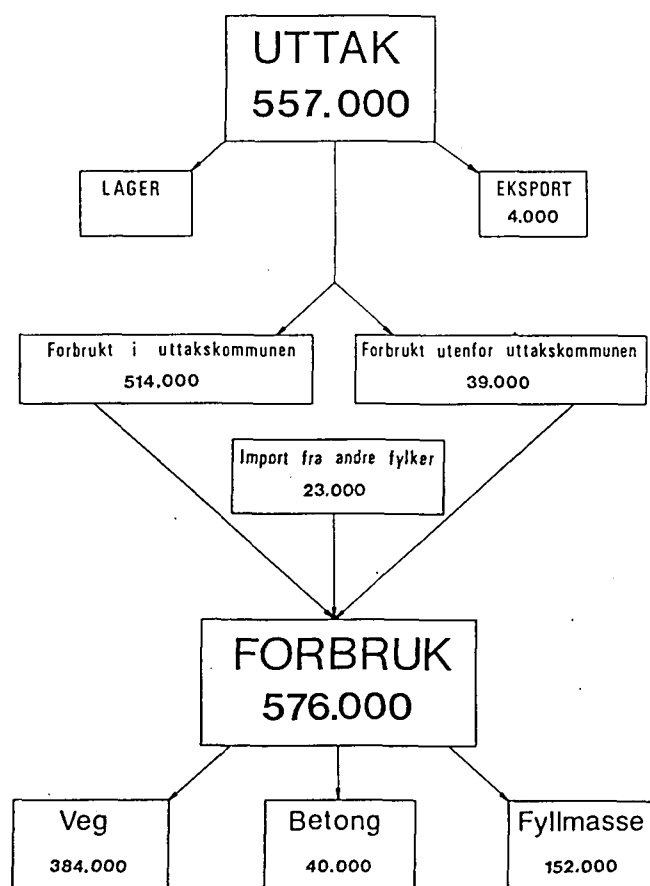 UTTAK
557.000
LAGER
EKSPORT
4.000
Forbrukt i uttakskommunen
514.000
Forbrukt utenfor uttakskommunen
39.000
Import fra andre fylker
23.000
FORBRUK
576.000
Veg
384.000
Betong
40.000
Fyllmasse
152.000